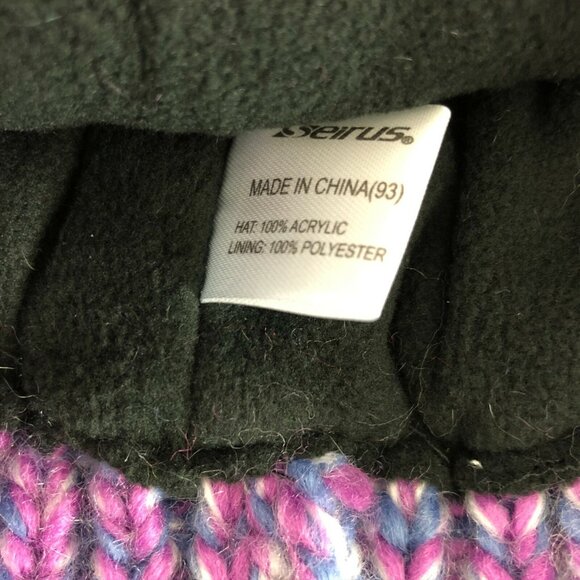 Seirus®
MADE IN CHINA(93)
HAT: 100% ACRYLIC
LINING: 100% POLYESTER